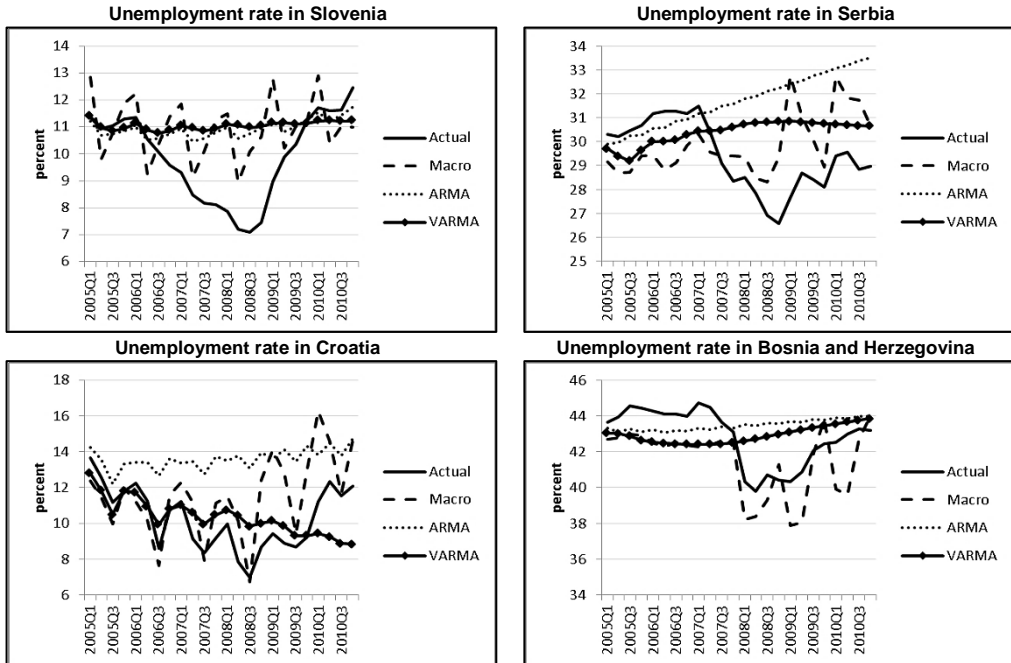 Unemployment rate in Slovenia
14
13
12
11
10
9
8
7
6
percent
2005Q1
2005Q3
2006Q1
2006Q3
2007Q1
2007Q3
2008Q1
2008Q3
2009Q1
2009Q3
2010Q1
2010Q3
Actual
Macro
ARMA
VARMA
Unemployment rate in Serbia
34
33
32
31
30
29
28
27
26
25
percent
2005Q1
2005Q3
2006Q1
2006Q3
2007Q1
2007Q3
2008Q1
2008Q3
2009Q1
2009Q3
2010Q1
2010Q3
Actual
Macro
ARMA
VARMA
Unemployment rate in Croatia
18
16
14
12
10
8
6
percent
2005Q1
2005Q3
2006Q1
2006Q3
2007Q1
2007Q3
2008Q1
2008Q3
2009Q1
2009Q3
2010Q1
2010Q3
Actual
Macro
ARMA
VARMA
Unemployment rate in Bosnia and Herzegovina
46
44
42
40
38
36
34
percent
2005Q1
2005Q3
2006Q1
2006Q3
2007Q1
2007Q3
2008Q1
2008Q3
2009Q1
2009Q3
2010Q1
2010Q3
Actual
Macro
ARMA
VARMA